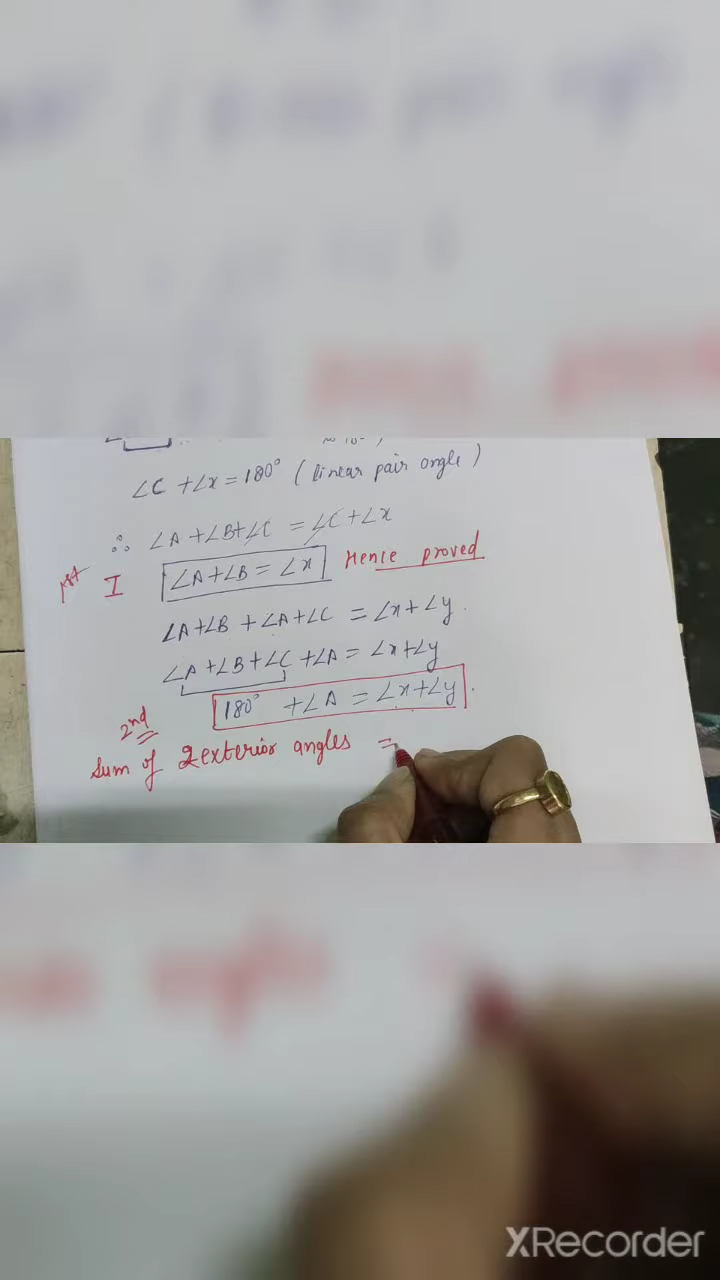 ∠C + ∠x = 180° (linear pair angle)
∴ ∠A + ∠B + ∠C = ∠C + ∠x
1st I ∠A + ∠B = ∠x Hence proved
∠A + ∠B + ∠A + ∠C = ∠x + ∠y.
∠A + ∠B + ∠C + ∠A = ∠x + ∠y
180° + ∠A = ∠x + ∠y.
2nd
Sum of 2 exterior angles =
XRecorder